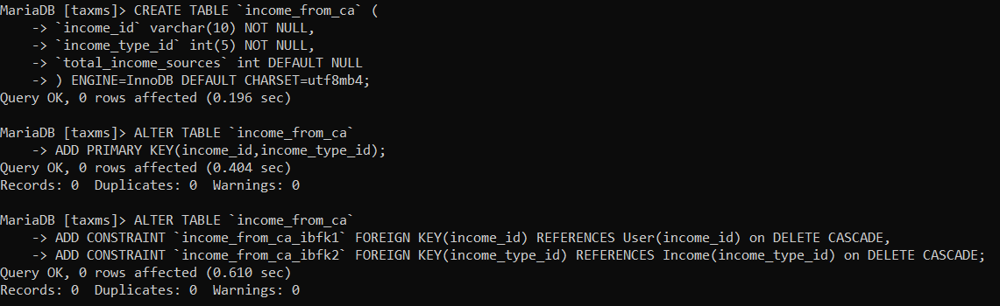 MariaDB [taxms]> CREATE TABLE `income_from_ca` (
    -> `income_id` varchar(10) NOT NULL,
    -> `income_type_id` int(5) NOT NULL,
    -> `total_income_sources` int DEFAULT NULL
    -> ) ENGINE=InnoDB DEFAULT CHARSET=utf8mb4;
Query OK, 0 rows affected (0.196 sec)

MariaDB [taxms]> ALTER TABLE `income_from_ca`
    -> ADD PRIMARY KEY(income_id,income_type_id);
Query OK, 0 rows affected (0.404 sec)
Records: 0  Duplicates: 0  Warnings: 0

MariaDB [taxms]> ALTER TABLE `income_from_ca`
    -> ADD CONSTRAINT `income_from_ca_ibfk1` FOREIGN KEY(income_id) REFERENCES User(income_id) on DELETE CASCADE,
    -> ADD CONSTRAINT `income_from_ca_ibfk2` FOREIGN KEY(income_type_id) REFERENCES Income(income_type_id) on DELETE CASCADE;
Query OK, 0 rows affected (0.610 sec)
Records: 0  Duplicates: 0  Warnings: 0